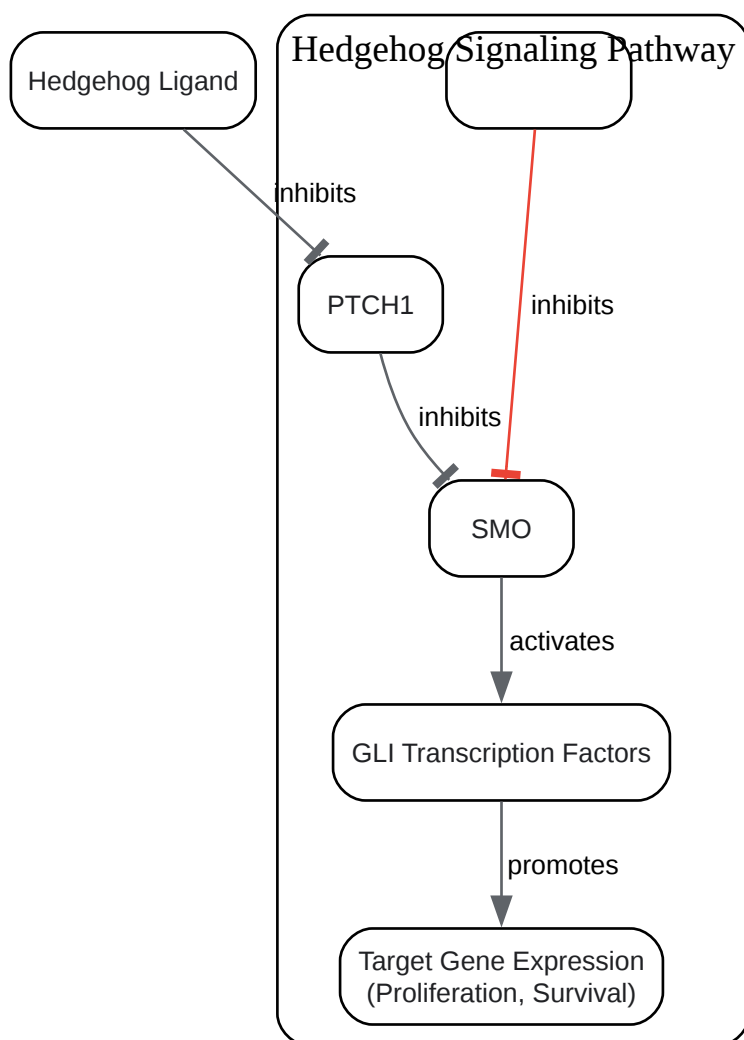 Hedgehog Signaling Pathway
Hedgehog Ligand
inhibits
PTCH1
inhibits
inhibits
SMO
activates
GLI Transcription Factors
promotes
Target Gene Expression
(Proliferation, Survival)